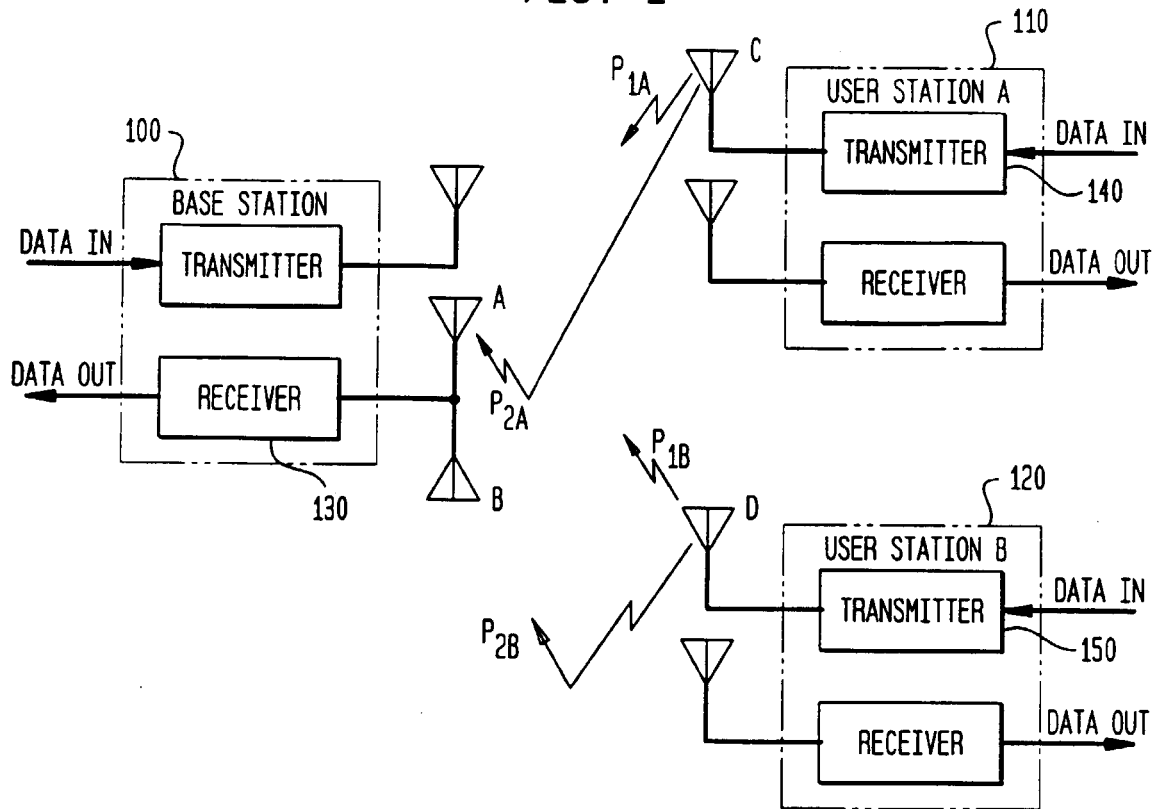 110
C
P1A
USER STATION A
TRANSMITTER
DATA IN
140
RECEIVER
DATA OUT
100
BASE STATION
DATA IN
TRANSMITTER
A
DATA OUT
RECEIVER
P2A
130
B
P1B
120
D
USER STATION B
TRANSMITTER
DATA IN
P2B
150
RECEIVER
DATA OUT